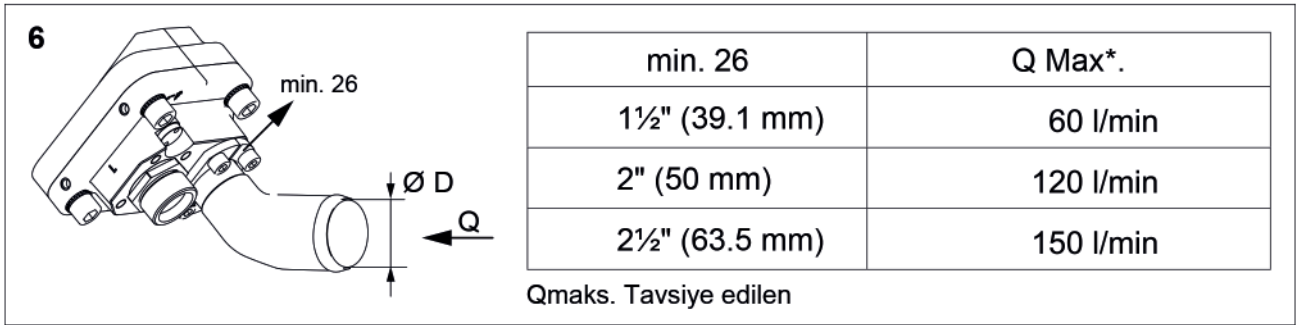 6
min. 26
Ø D
Q
min. 26 Q Max*.
1½" (39.1 mm) 60 l/min
2" (50 mm) 120 l/min
2½" (63.5 mm) 150 l/min
Qmaks. Tavsiye edilen